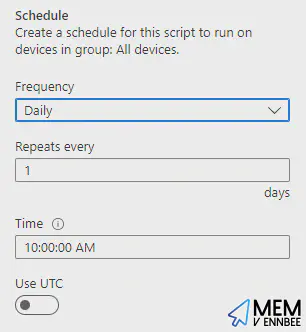 Schedule
Create a schedule for this script to run on
devices in group: All devices.
Frequency
Daily
Repeats every
1
days
Time
10:00:00 AM
Use UTC
MEM
V ENNBEE